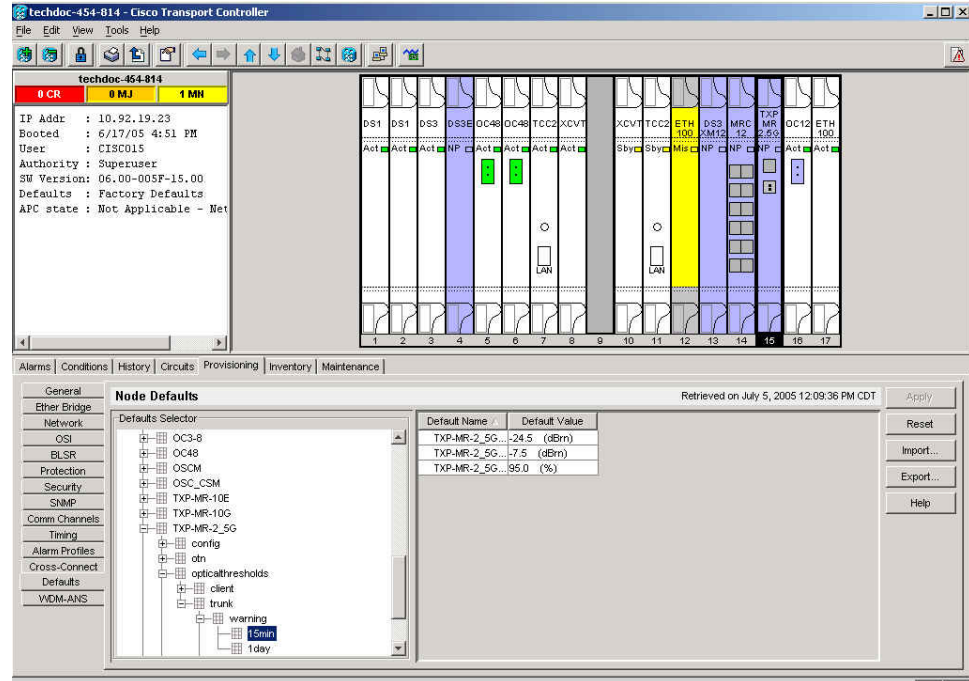 techdoc-454-814 - Cisco Transport Controller
File Edit View Tools Help
techdoc-454-814
0 CR 0 MJ 1 MN
IP Addr : 10.92.19.23
Booted : 6/17/05 4:51 PM
User : CISCO15
Authority : Superuser
SW Version: 06.00-005F-15.00
Defaults : Factory Defaults
APC state : Not Applicable - Net
DS1 DS1 DS3 DS3E OC48 OC48 TCC2 XCVT XCVT TCC2 ETH 100 DS3 XM12 MRC 12 TXP MR 2.5G OC12 ETH 100
Act Act Act NP Act Act Act Act Sby Sby Mis NP NP NP Act Act
LAN LAN
1 2 3 4 5 6 7 8 9 10 11 12 13 14 15 16 17
Alarms Conditions History Circuits Provisioning Inventory Maintenance
General
Ether Bridge
Network
OSI
BLSR
Protection
Security
SNMP
Comm Channels
Timing
Alarm Profiles
Cross-Connect
Defaults
WDM-ANS
Node Defaults
Retrieved on July 5, 2005 12:09:36 PM CDT
Defaults Selector
OC3-8
OC48
OSCM
OSC_CSM
TXP-MR-10E
TXP-MR-10G
TXP-MR-2_5G
config
otn
opticalthresholds
client
trunk
warning
15min
1day
Default Name Default Value
TXP-MR-2_5G... -24.5 (dBm)
TXP-MR-2_5G... -7.5 (dBm)
TXP-MR-2_5G... 95.0 (%)
Apply
Reset
Import...
Export...
Help